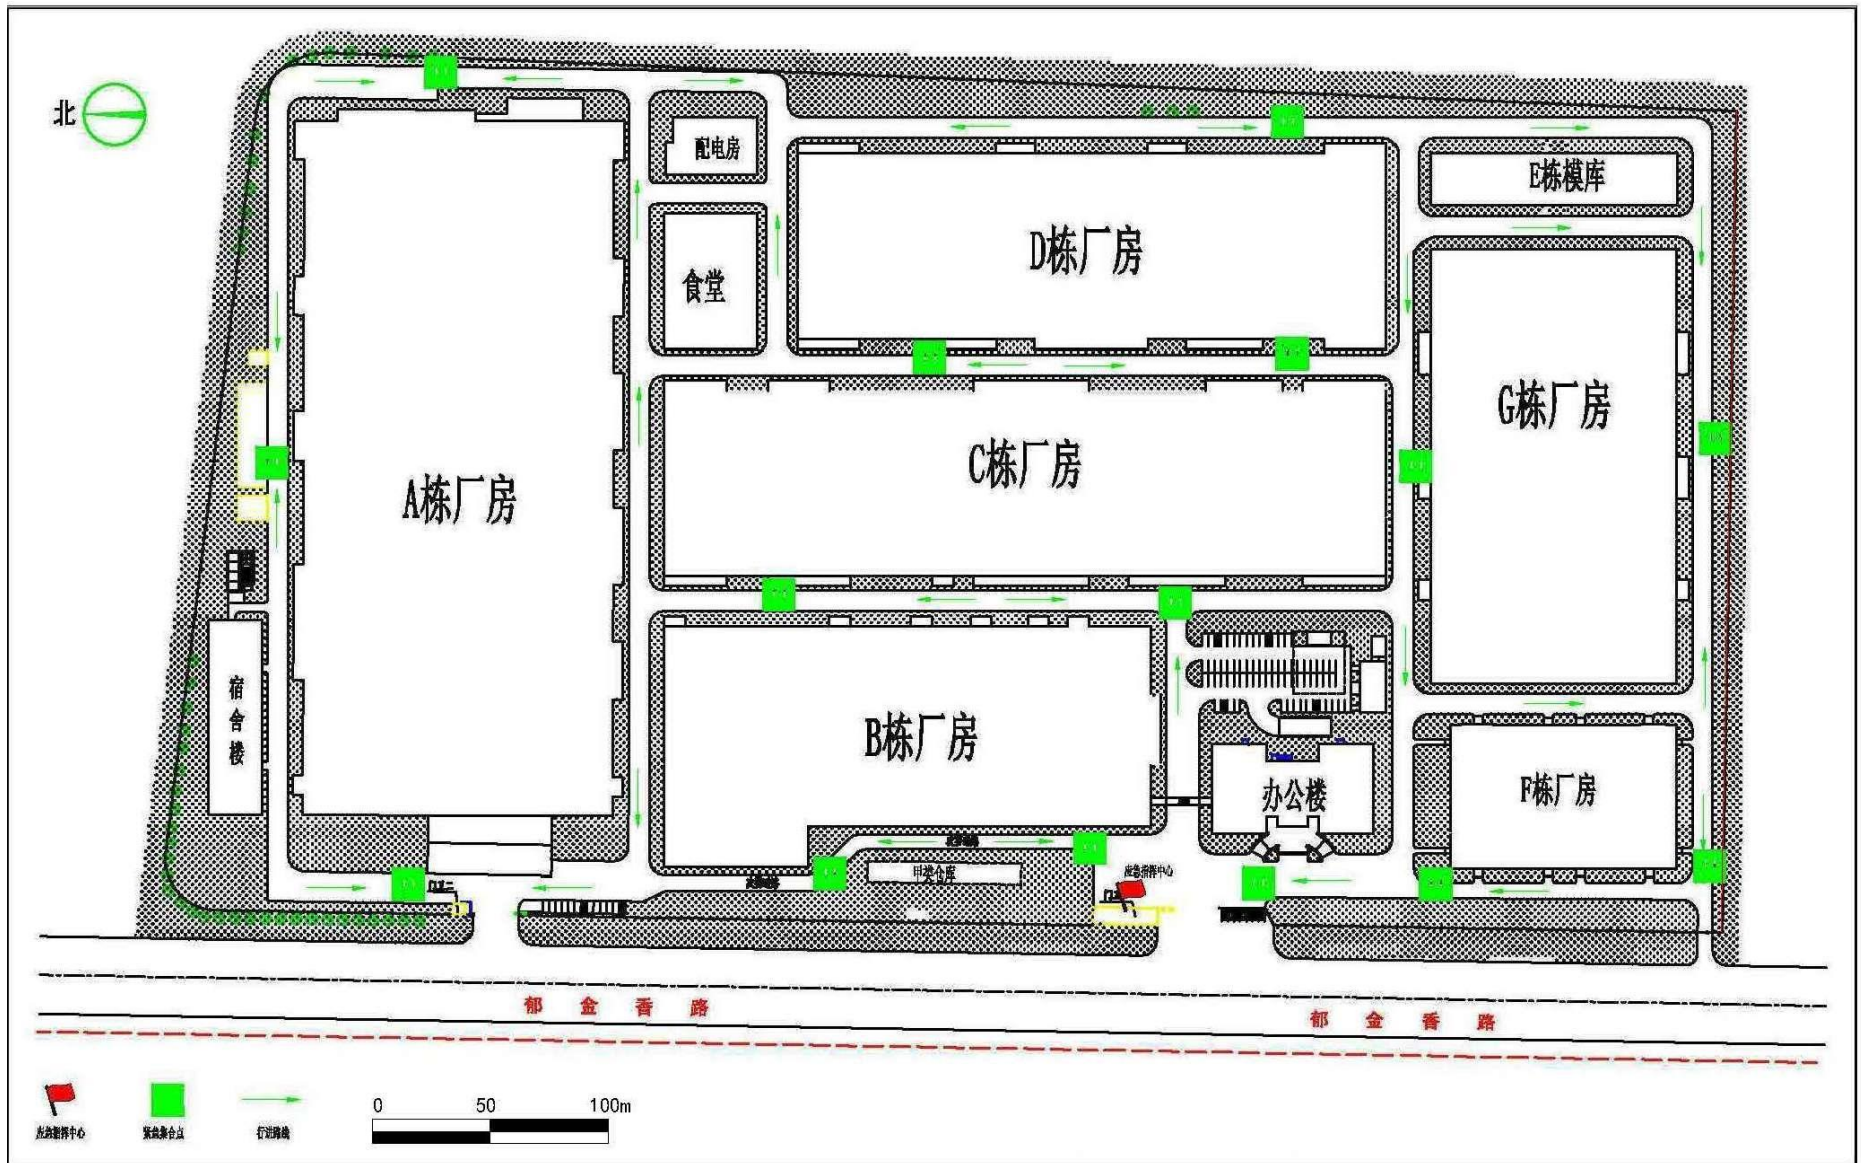 北
配电房
E栋模库
D栋厂房
食堂
G栋厂房
C栋厂房
A栋厂房
宿舍楼
B栋厂房
办公楼
F栋厂房
甲类仓库
应急指挥中心
郁金香路
郁金香路
0 50 100m
应急指挥中心
紧急集合点
行进路线